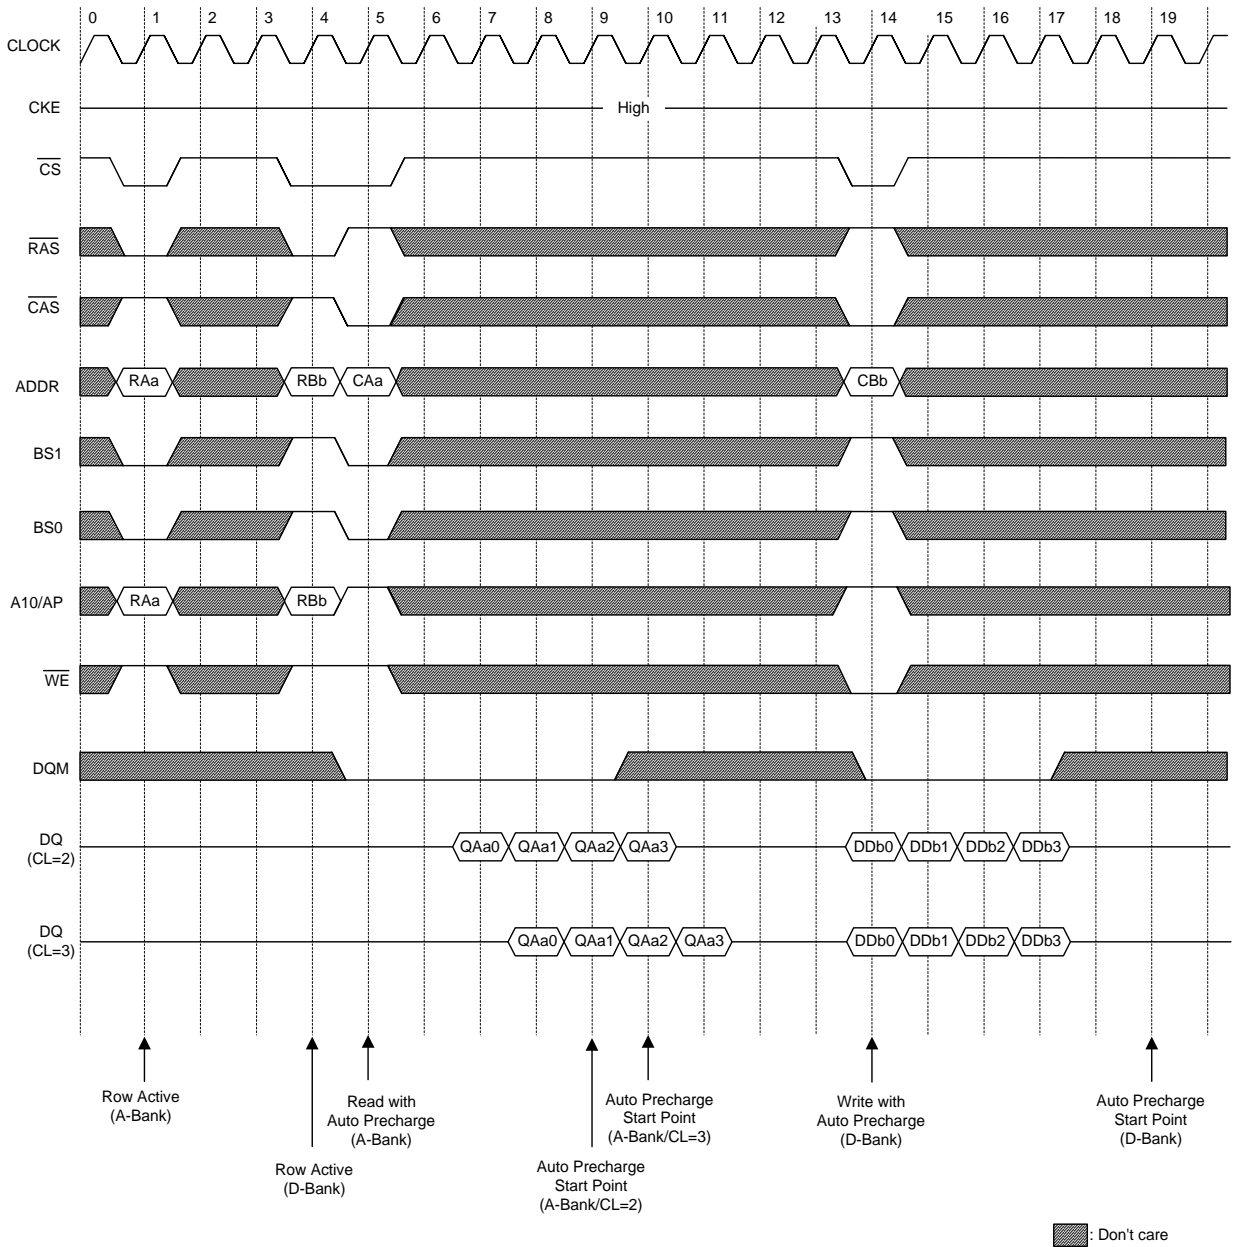 0 1 2 3 4 5 6 7 8 9 10 11 12 13 14 15 16 17 18 19
CLOCK
CKE High
CS
RAS
CAS
ADDR RAa RBb CAa CBb
BS1
BS0
A10/AP RAa RBb
WE
DQM
DQ
(CL=2)
QAa0 QAa1 QAa2 QAa3 DDb0 DDb1 DDb2 DDb3
DQ
(CL=3)
QAa0 QAa1 QAa2 QAa3 DDb0 DDb1 DDb2 DDb3
Row Active
(A-Bank)
Row Active
(D-Bank)
Read with
Auto Precharge
(A-Bank)
Auto Precharge
Start Point
(A-Bank/CL=2)
Auto Precharge
Start Point
(A-Bank/CL=3)
Write with
Auto Precharge
(D-Bank)
Auto Precharge
Start Point
(D-Bank)
: Don't care